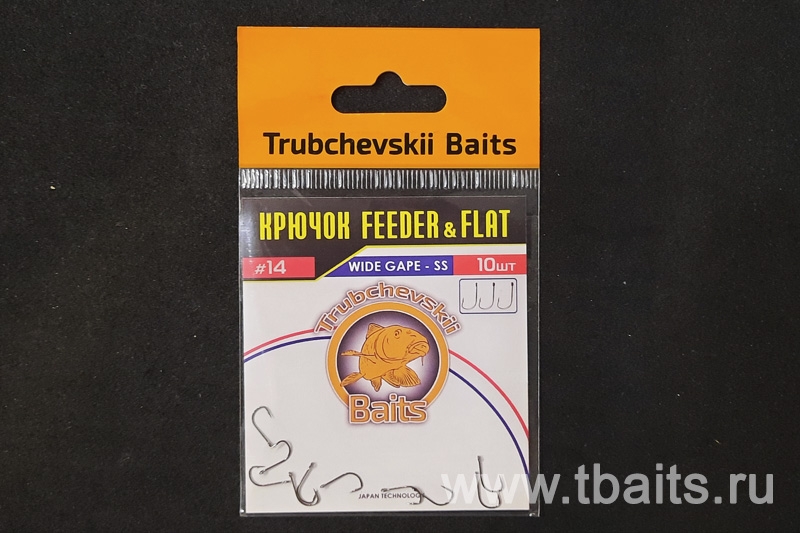 Trubchevskii Baits
КРЮЧОК FEEDER & FLAT
#14 WIDE GAPE - SS 10шт
Trubchevskii
Baits
JAPAN TECHNOLOGY
www.tbaits.ru